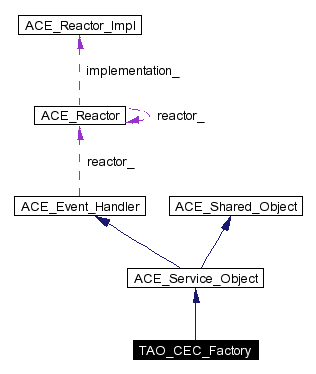 ACE_Reactor_Impl
implementation_
ACE_Reactor
reactor_
reactor_
ACE_Event_Handler
ACE_Shared_Object
ACE_Service_Object
TAO_CEC_Factory